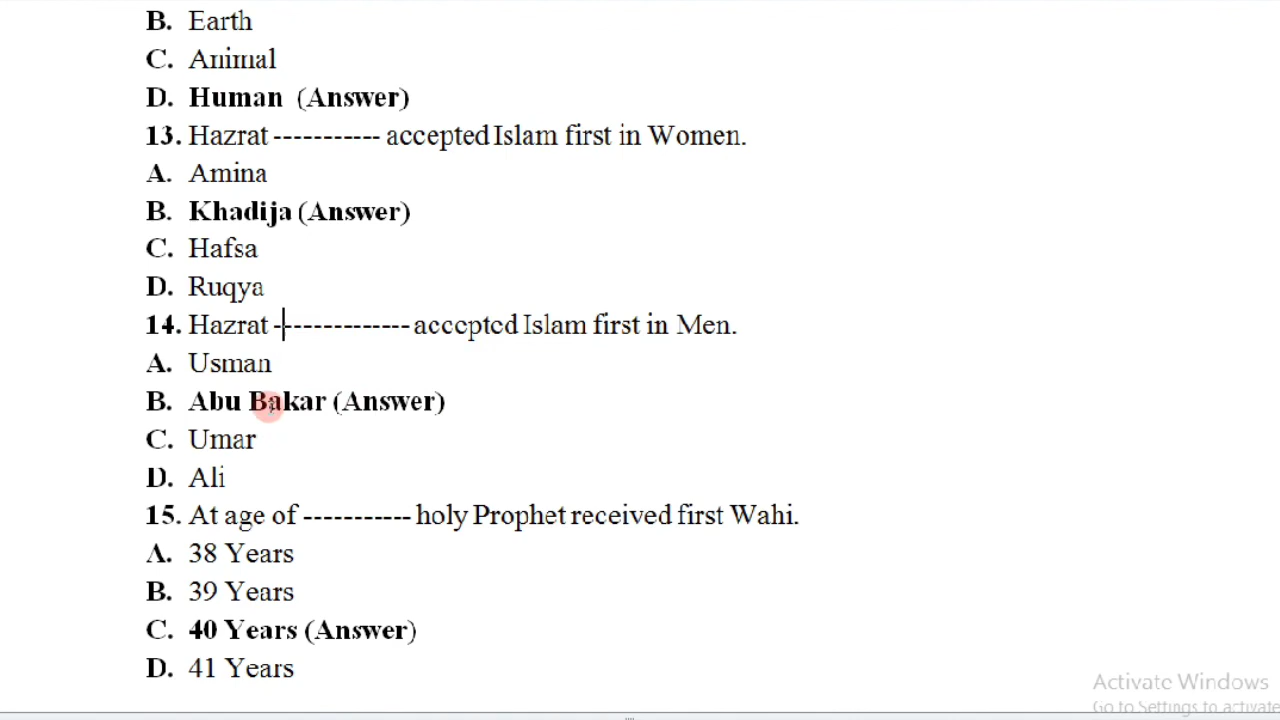 B. Earth
C. Animal
D. Human (Answer)
13. Hazrat ----------- accepted Islam first in Women.
A. Amina
B. Khadija (Answer)
C. Hafsa
D. Ruqya
14. Hazrat -------------- accepted Islam first in Men.
A. Usman
B. Abu Bakar (Answer)
C. Umar
D. Ali
15. At age of ----------- holy Prophet received first Wahi.
A. 38 Years
B. 39 Years
C. 40 Years (Answer)
D. 41 Years
Activate Windows
Go to Settings to activate